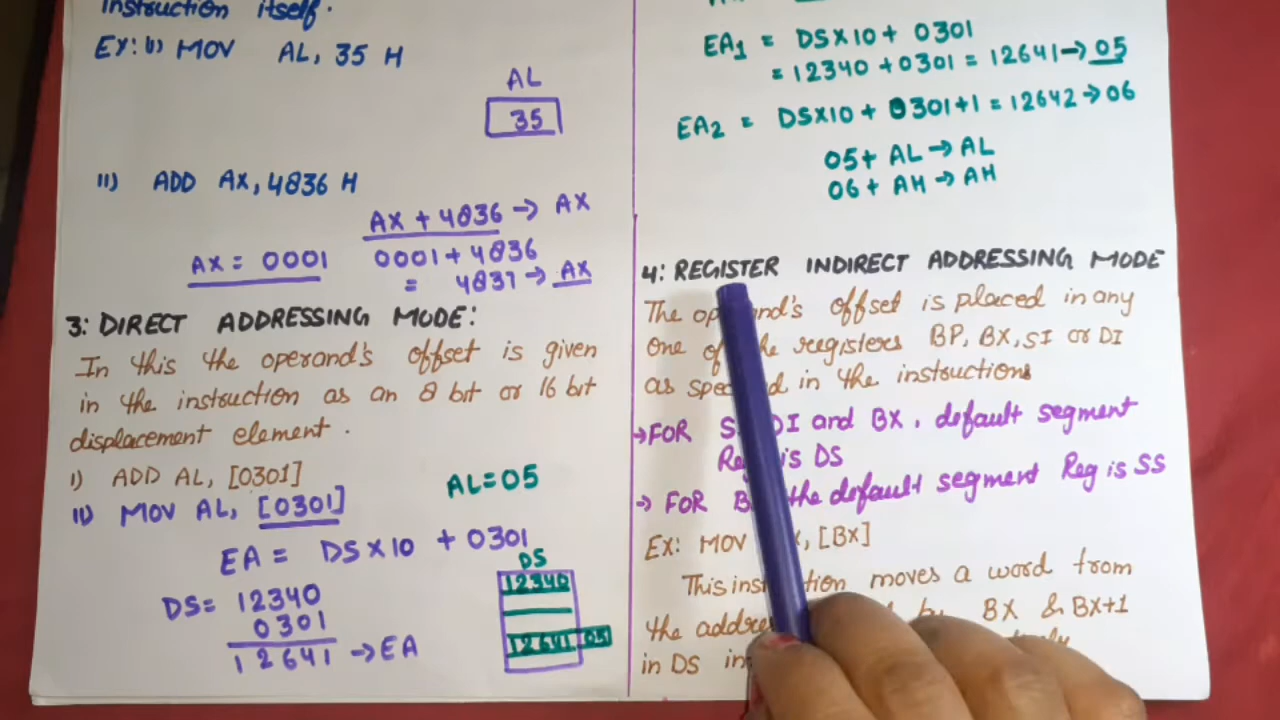 instruction itself.
Ex: i) MOV AL, 35 H
AL
35
ii) ADD AX, 4836 H
AX + 4836 → AX
AX = 0001
0001 + 4836
= 4837 → AX
3: DIRECT ADDRESSING MODE:
In this the operand's offset is given
in the instruction as an 8 bit or 16 bit
displacement element.
i) ADD AL, [0301]
AL=05
ii) MOV AL, [0301]
EA = DS×10 + 0301
DS
12340
12641 05
DS= 12340
0301
12641 → EA
EA1 = DS×10 + 0301
= 12340 + 0301 = 12641 → 05
EA2 = DS×10 + 0301+1 = 12642 → 06
05+ AL → AL
06 + AH → AH
4: REGISTER INDIRECT ADDRESSING MODE
The offset is placed in any
one registers BP, BX, SI or DI
as in the instructions
→FOR DI and BX, default segment
is DS
→ FOR the default segment Reg is SS
Ex: MOV , [BX]
This moves a word from
the BX & BX+1
in DS